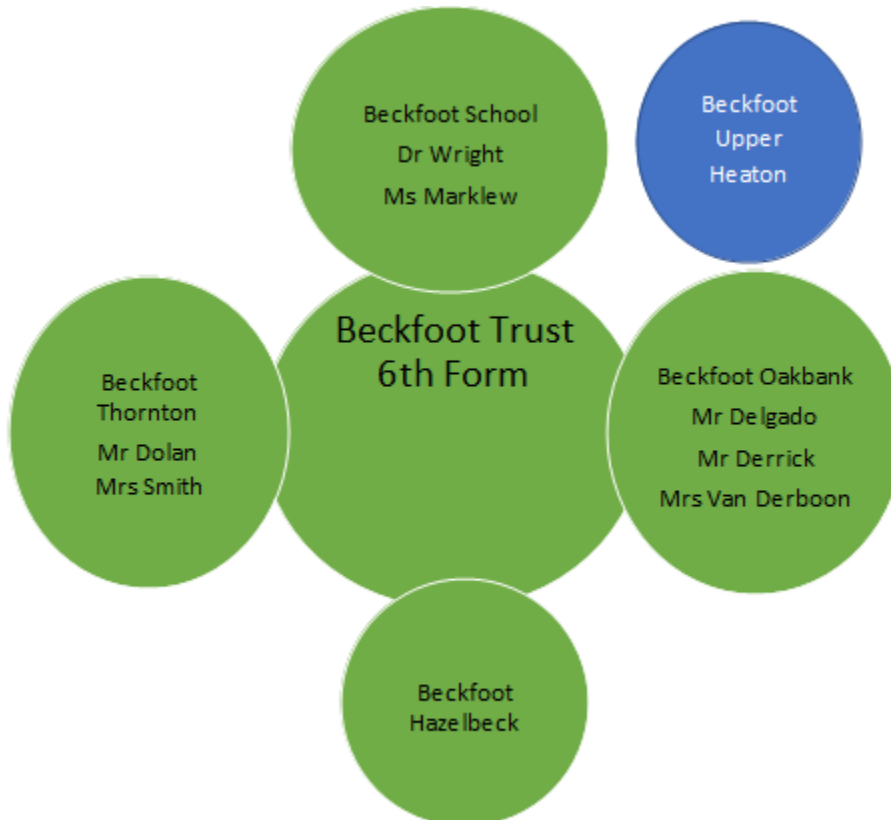 Beckfoot School
Dr Wright
Ms Marklew
Beckfoot
Upper
Heaton
Beckfoot Trust
6th Form
Beckfoot
Thornton
Mr Dolan
Mrs Smith
Beckfoot Oakbank
Mr Delgado
Mr Derrick
Mrs Van Derboon
Beckfoot
Hazelbeck